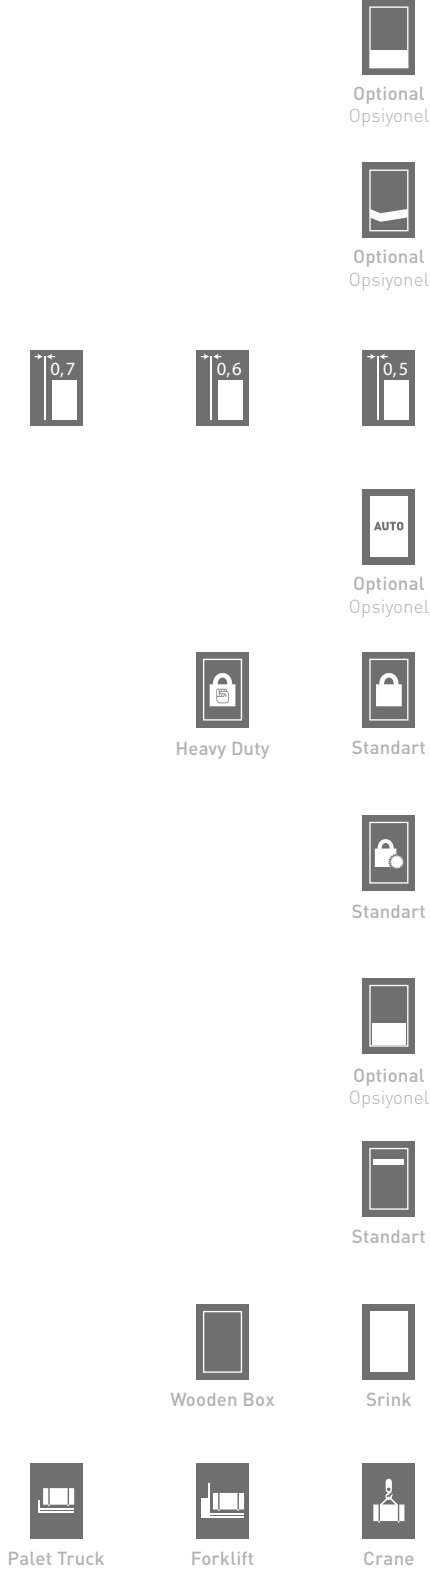 Optional
Opsiyonel
Optional
Opsiyonel
0,7 0,6 0,5
AUTO
Optional
Opsiyonel
Heavy Duty Standart
Standart
Optional
Opsiyonel
Standart
Wooden Box Srink
Palet Truck Forklift Crane